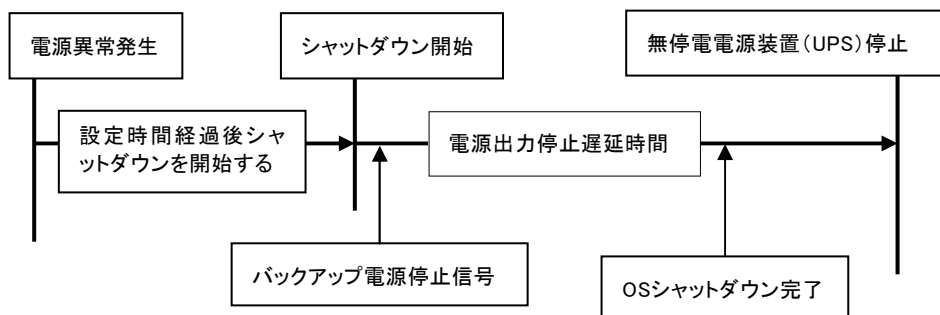 電源異常発生
シャットダウン開始
無停電電源装置（UPS）停止
設定時間経過後シャ
ットダウンを開始する
電源出力停止遅延時間
バックアップ電源停止信号
OSシャットダウン完了